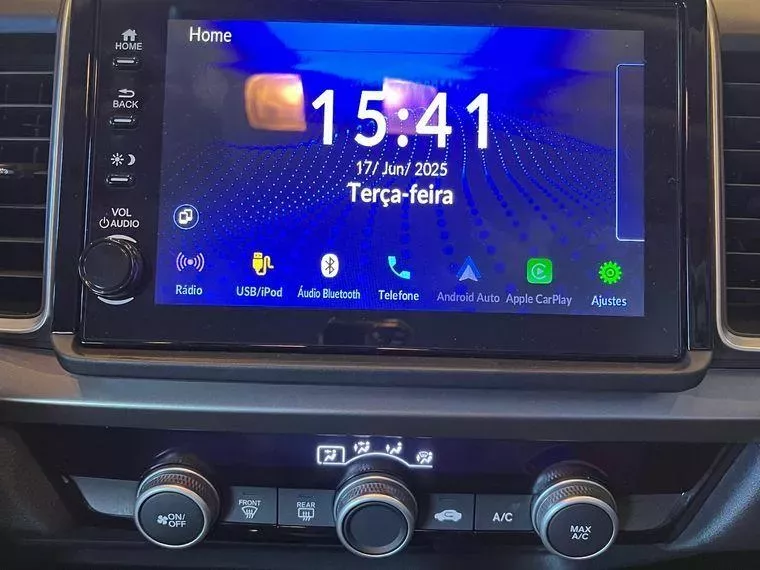 HOME
BACK
VOL
AUDIO
Home
15:41
17/ Jun/ 2025
Terça-feira
Rádio
USB/iPod
Áudio Bluetooth
Telefone
Android Auto
Apple CarPlay
Ajustes
ON/
OFF
FRONT
REAR
A/C
MAX
A/C